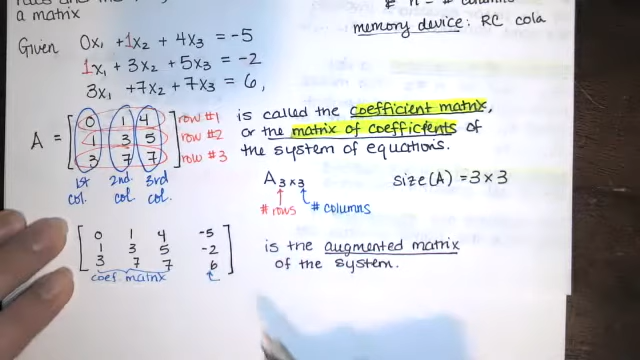 a matrix
# columns
memory device: RC cola
Given 0x₁ + 1x₂ + 4x₃ = -5
1x₁ + 3x₂ + 5x₃ = -2
3x₁ + 7x₂ + 7x₃ = 6,
A = [0 1 4] row #1
[1 3 5] row #2
[3 7 7] row #3
1st col. 2nd col. 3rd col.
is called the coefficient matrix,
or the matrix of coefficients of
the system of equations.
A 3×3 size(A) = 3×3
# rows # columns
[0 1 4 -5]
[1 3 5 -2]
[3 7 7 6]
coef. matrix
is the augmented matrix
of the system.